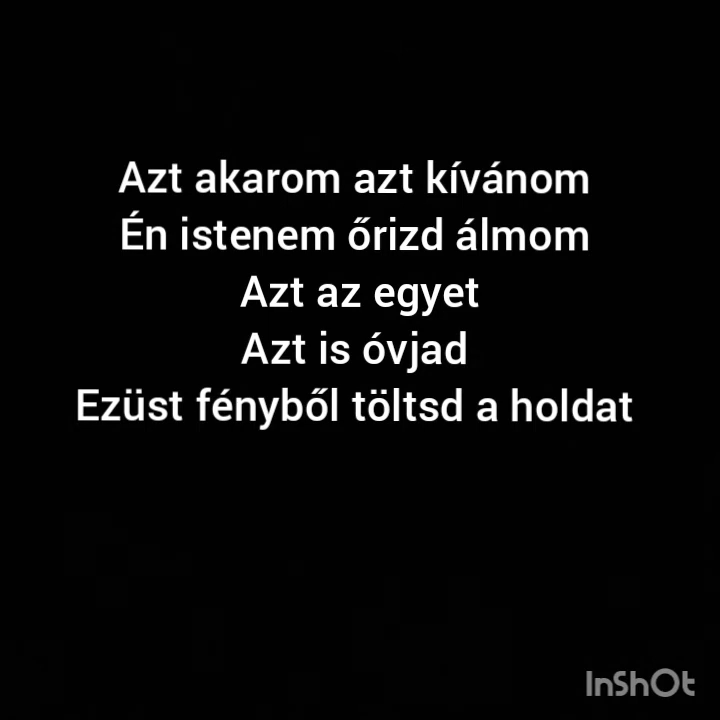 Azt akarom azt kívánom
Én istenem őrizd álmom
Azt az egyet
Azt is óvjad
Ezüst fényből töltsd a holdat
InShOt